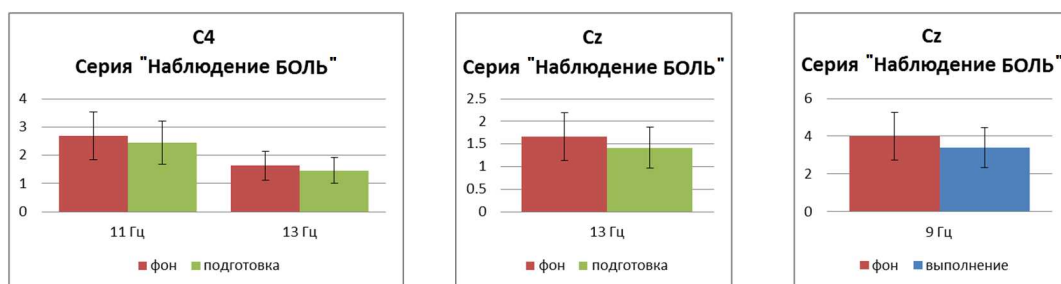 C4
Серия "Наблюдение БОЛЬ"
4
3
2
1
0
11 Гц 13 Гц
фон подготовка
Cz
Серия "Наблюдение БОЛЬ"
2.5
2
1.5
1
0.5
0
13 Гц
фон подготовка
Cz
Серия "Наблюдение БОЛЬ"
6
4
2
0
9 Гц
фон выполнение